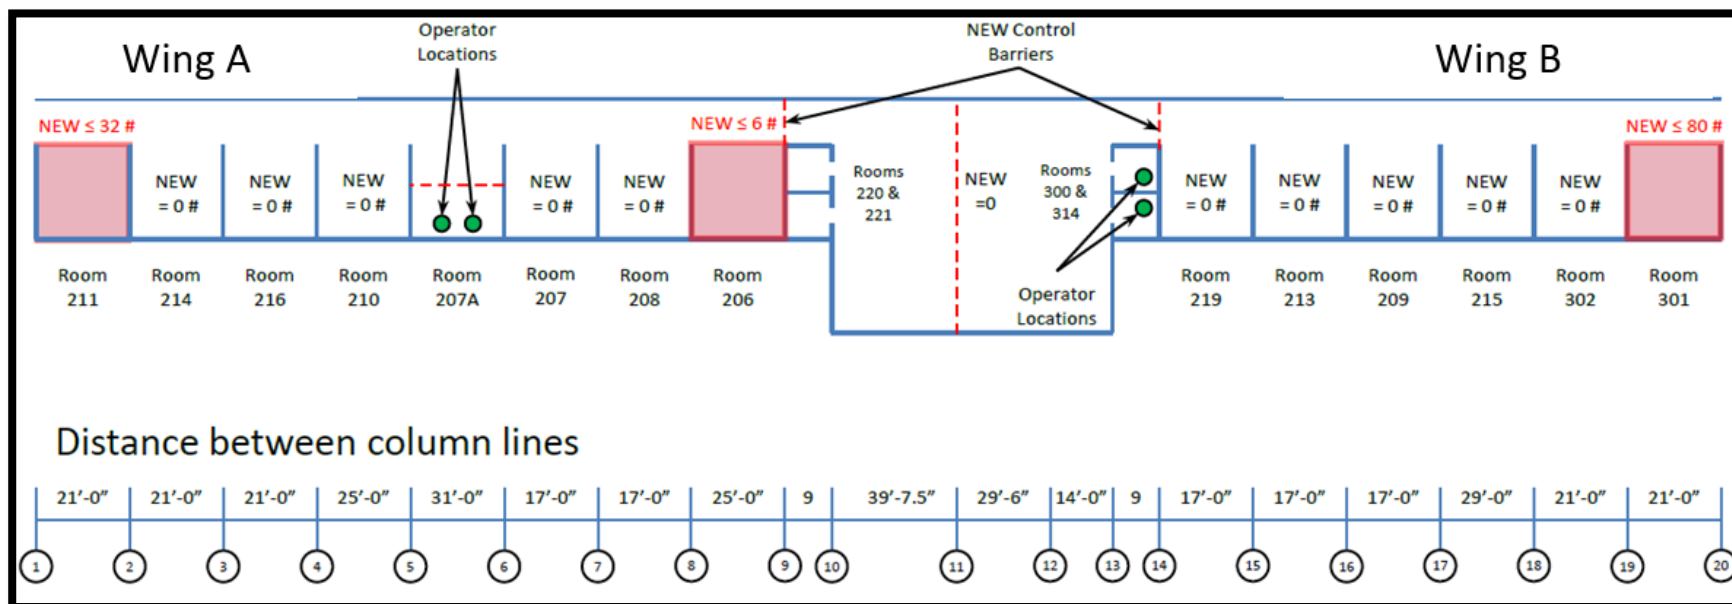 Wing A
Operator
Locations
NEW Control
Barriers
Wing B
NEW ≤ 32 #
NEW ≤ 6 #
NEW ≤ 80 #
NEW
= 0 #
NEW
= 0 #
NEW
= 0 #
NEW
= 0 #
NEW
= 0 #
Rooms
220 &
221
NEW
=0
Rooms
300 &
314
NEW
= 0 #
NEW
= 0 #
NEW
= 0 #
NEW
= 0 #
NEW
= 0 #
Room
211
Room
214
Room
216
Room
210
Room
207A
Room
207
Room
208
Room
206
Operator
Locations
Room
219
Room
213
Room
209
Room
215
Room
302
Room
301
Distance between column lines
21’-0” 21’-0” 21’-0” 25’-0” 31’-0” 17’-0” 17’-0” 25’-0” 9 39’-7.5” 29’-6” 14’-0” 9 17’-0” 17’-0” 17’-0” 29’-0” 21’-0” 21’-0”
1 2 3 4 5 6 7 8 9 10 11 12 13 14 15 16 17 18 19 20